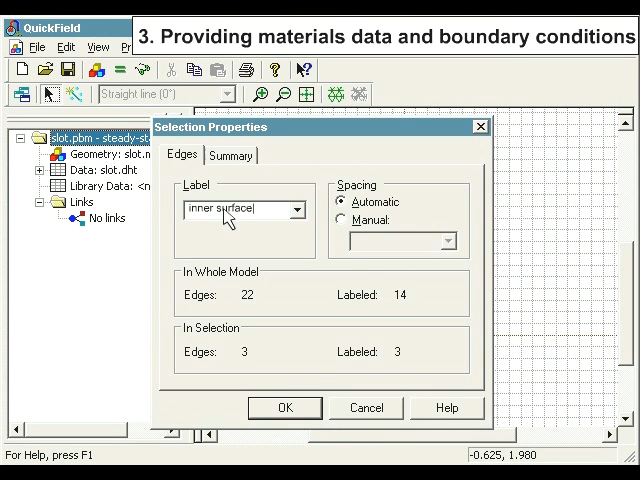 QuickField
3. Providing materials data and boundary conditions
File Edit View
Straight line (0°)
Selection Properties
slot.pbm - steady-sta
Geometry: slot.m
Data: slot.dht
Library Data: <n
Links
No links
Edges Summary
Label
inner surface
Spacing
Automatic
Manual:
In Whole Model
Edges: 22 Labeled: 14
In Selection
Edges: 3 Labeled: 3
OK Cancel Help
For Help, press F1
-0.625, 1.980